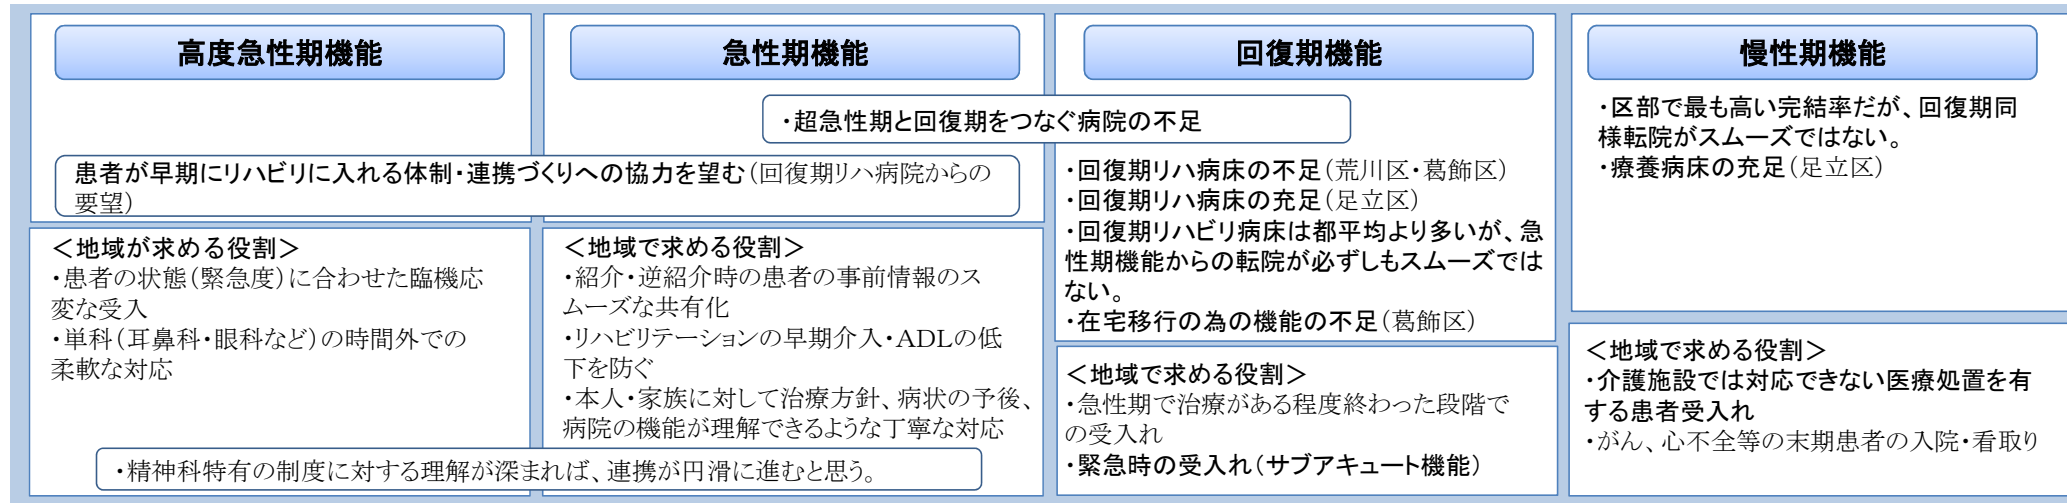 高度急性期機能
急性期機能
回復期機能
慢性期機能
・超急性期と回復期をつなぐ病院の不足
患者が早期にリハビリに入れる体制・連携づくりへの協力を望む(回復期リハ病院からの
要望)
＜地域が求める役割＞
・患者の状態(緊急度)に合わせた臨機応
変な受入
・単科(耳鼻科・眼科など)の時間外での
柔軟な対応
＜地域で求める役割＞
・紹介・逆紹介時の患者の事前情報のス
ムーズな共有化
・リハビリテーションの早期介入・ADLの低
下を防ぐ
・本人・家族に対して治療方針、病状の予後、
病院の機能が理解できるような丁寧な対応
・精神科特有の制度に対する理解が深まれば、連携が円滑に進むと思う。
・回復期リハ病床の不足(荒川区・葛飾区)
・回復期リハ病床の充足(足立区)
・回復期リハビリ病床は都平均より多いが、急
性期機能からの転院が必ずしもスムーズでは
ない。
・在宅移行の為の機能の不足(葛飾区)
＜地域で求める役割＞
・急性期で治療がある程度終わった段階で
の受入れ
・緊急時の受入れ(サブアキュート機能)
・区部で最も高い完結率だが、回復期同
様転院がスムーズではない。
・療養病床の充足(足立区)
＜地域で求める役割＞
・介護施設では対応できない医療処置を有
する患者受入れ
・がん、心不全等の末期患者の入院・看取り